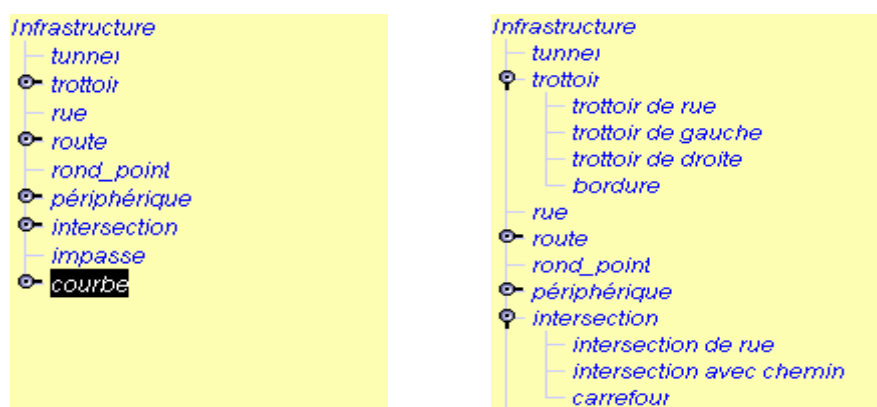 Infrastructure
tunnel
trottoir
rue
route
rond_point
périphérique
intersection
impasse
courbe
Infrastructure
tunnel
trottoir
trottoir de rue
trottoir de gauche
trottoir de droite
bordure
rue
route
rond_point
périphérique
intersection
intersection de rue
intersection avec chemin
carrefour